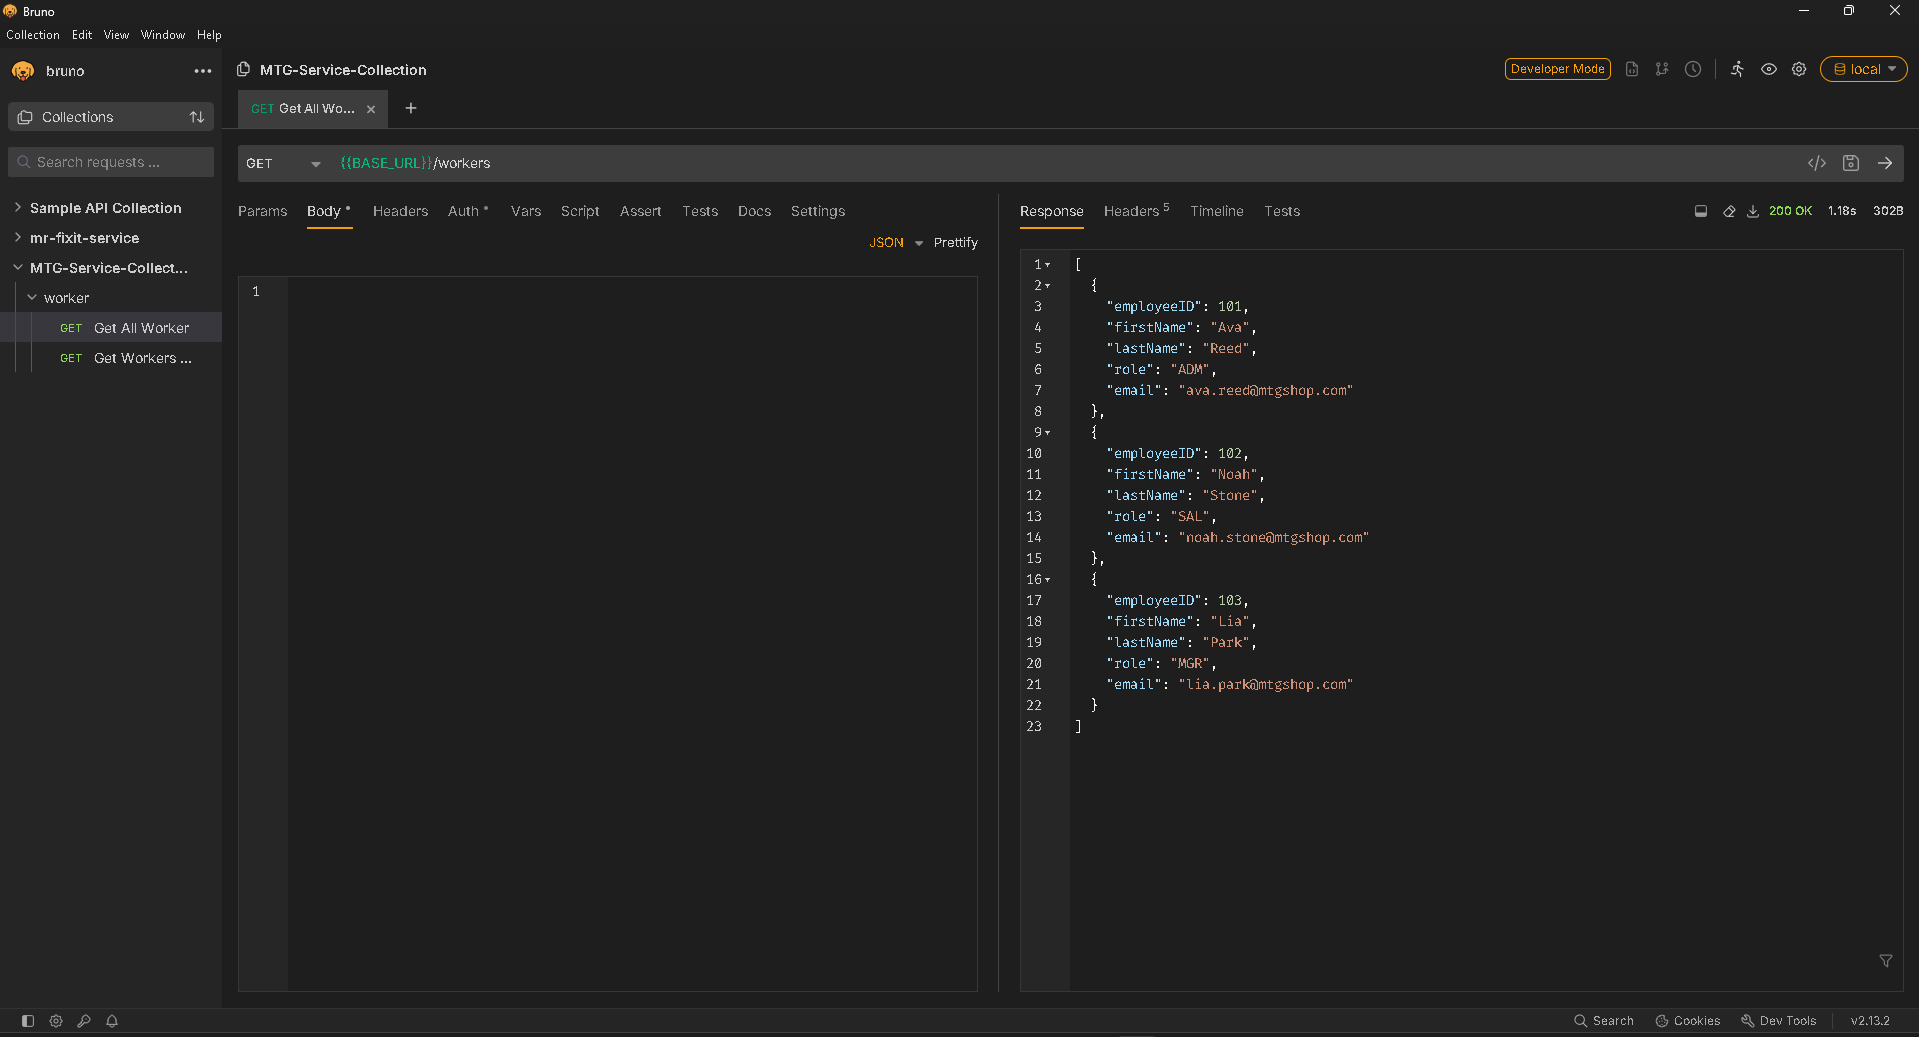 Bruno
Collection Edit View Window Help
bruno
MTG-Service-Collection
Developer Mode
local
Collections
GET Get All Wo...
Search requests ...
GET {{BASE_URL}}/workers
Sample API Collection
mr-fixit-service
MTG-Service-Collect...
worker
GET Get All Worker
GET Get Workers ...
Params Body Headers Auth Vars Script Assert Tests Docs Settings
JSON Prettify
1
Response Headers 5 Timeline Tests 200 OK 1.18s 302B
1 [
2 {
3 "employeeID": 101,
4 "firstName": "Ava",
5 "lastName": "Reed",
6 "role": "ADM",
7 "email": "ava.reed@mtgshop.com"
8 },
9 {
10 "employeeID": 102,
11 "firstName": "Noah",
12 "lastName": "Stone",
13 "role": "SAL",
14 "email": "noah.stone@mtgshop.com"
15 },
16 {
17 "employeeID": 103,
18 "firstName": "Lia",
19 "lastName": "Park",
20 "role": "MGR",
21 "email": "lia.park@mtgshop.com"
22 }
23 ]
Search Cookies Dev Tools v2.13.2